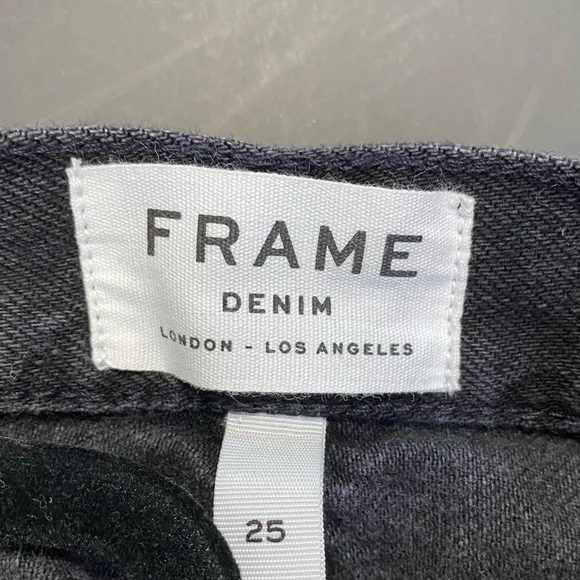 FRAME
DENIM
LONDON - LOS ANGELES
25